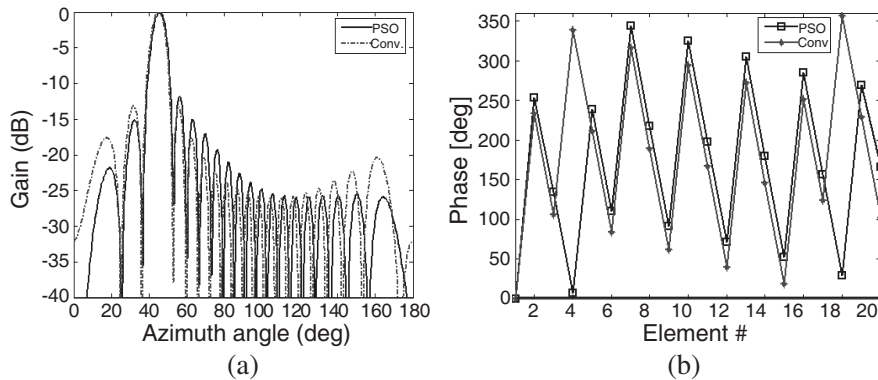 0
-5
-10
-15
-20
-25
-30
-35
-40
Gain (dB)
PSO
Conv.
0 20 40 60 80 100 120 140 160 180
Azimuth angle (deg)
(a)
350
300
250
200
150
100
50
0
Phase [deg]
PSO
Conv
2 4 6 8 10 12 14 16 18 20
Element #
(b)